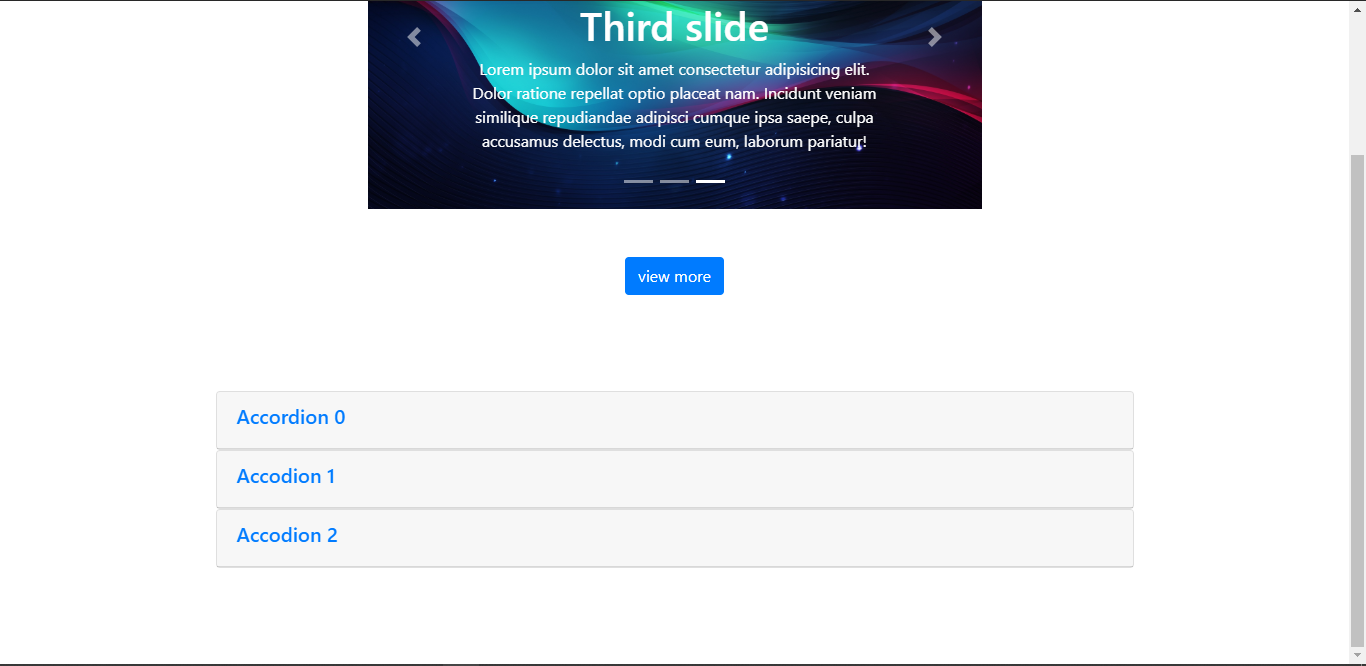 Third slide
Lorem ipsum dolor sit amet consectetur adipisicing elit.
Dolor ratione repellat optio placeat nam. Incidunt veniam
similique repudiandae adipisci cumque ipsa saepe, culpa
accusamus delectus, modi cum eum, laborum pariatur!
view more
Accordion 0
Accodion 1
Accodion 2